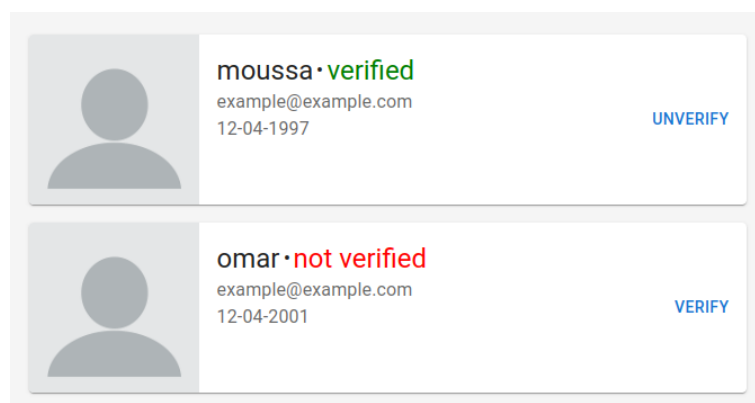 moussa·verified
example@example.com
12-04-1997
UNVERIFY
omar·not verified
example@example.com
12-04-2001
VERIFY